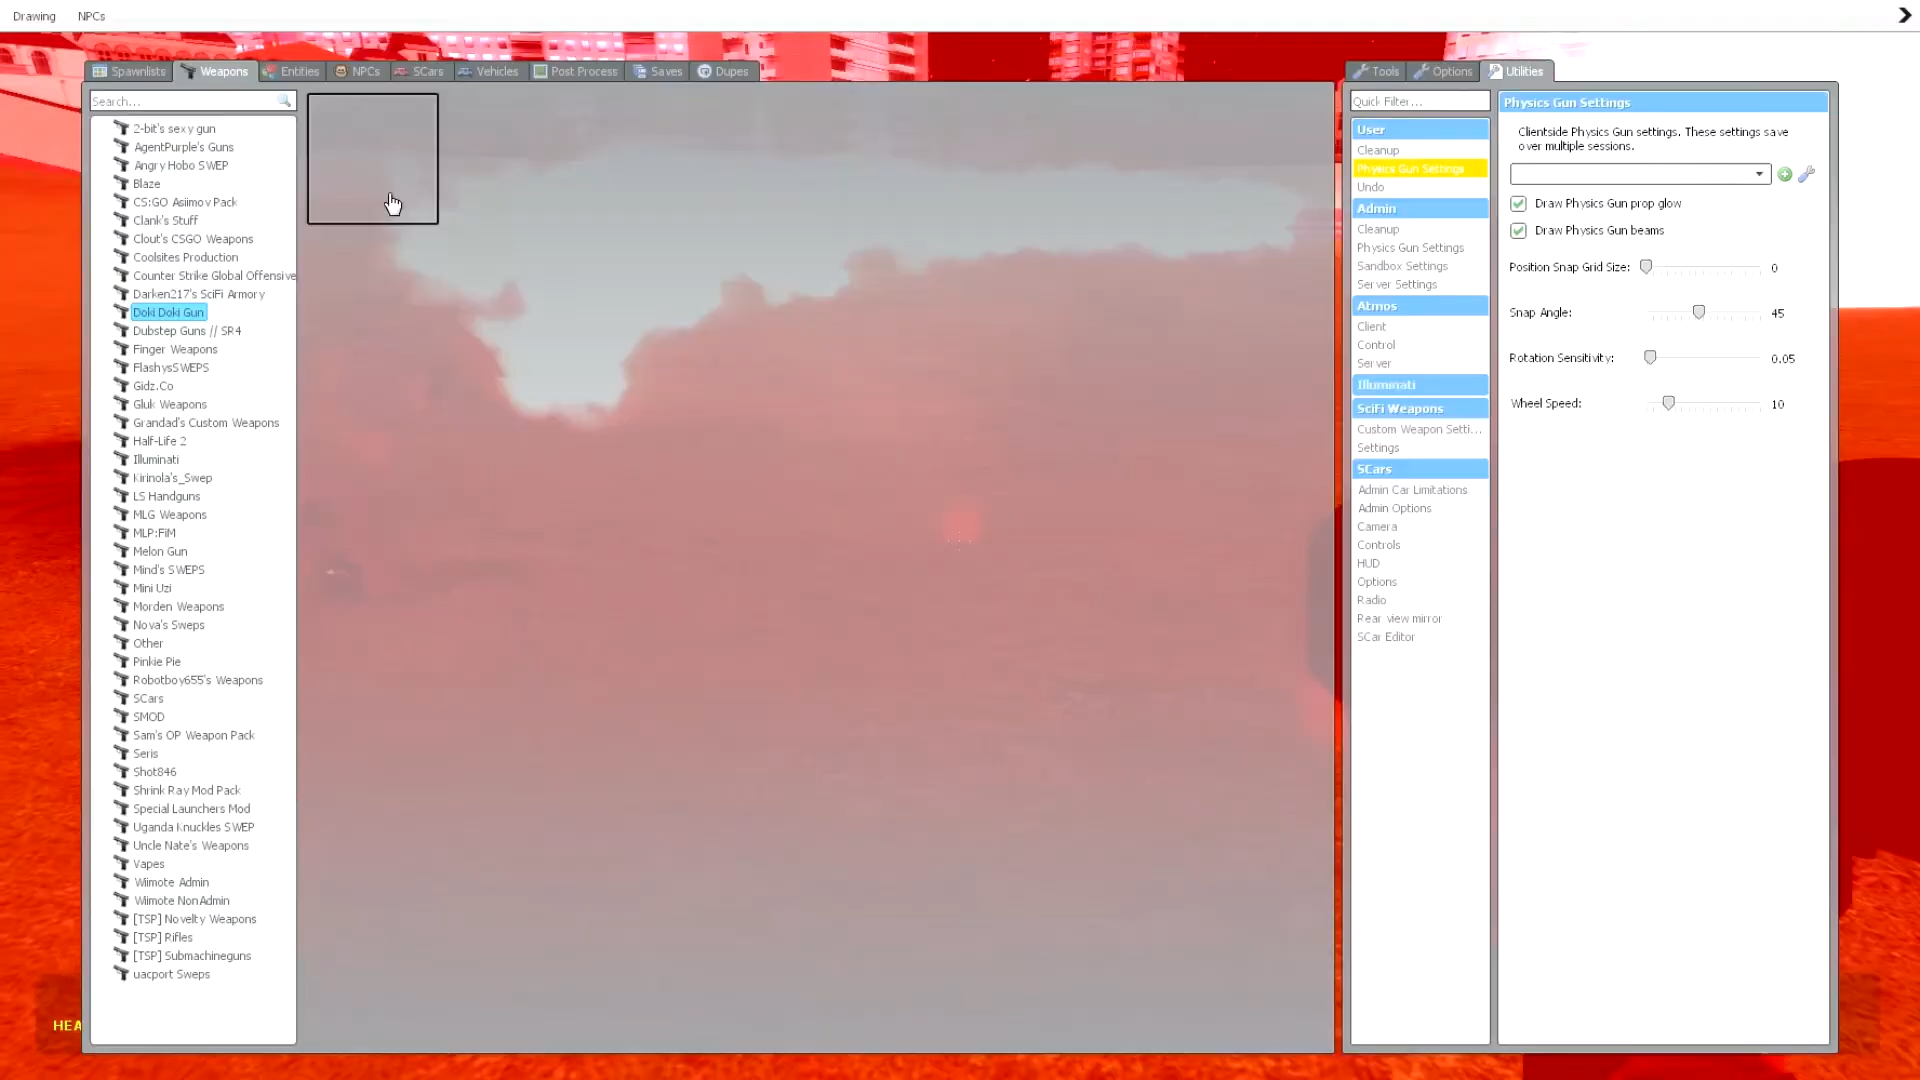 Drawing NPCs
Spawnlists Weapons Entities NPCs SCars Vehicles Post Process Saves Dupes
Search...
2-bit's sexy gun
AgentPurple's Guns
Angry Hobo SWEP
Blaze
CS:GO Asiimov Pack
Clank's Stuff
Clout's CSGO Weapons
Coolsites Production
Counter Strike Global Offensive
Darken217's SciFi Armory
Doki Doki Gun
Dubstep Guns // SR4
Finger Weapons
FlashysSWEPS
Gidz.Co
Gluk Weapons
Grandad's Custom Weapons
Half-Life 2
Illuminati
Kirinola's_Swep
LS Handguns
MLG Weapons
MLP:FiM
Melon Gun
Mind's SWEPS
Mini Uzi
Morden Weapons
Nova's Sweps
Other
Pinkie Pie
Robotboy655's Weapons
SCars
SMOD
Sam's OP Weapon Pack
Seris
Shot846
Shrink Ray Mod Pack
Special Launchers Mod
Uganda Knuckles SWEP
Uncle Nate's Weapons
Vapes
Wiimote Admin
Wiimote NonAdmin
[TSP] Novelty Weapons
[TSP] Rifles
[TSP] Submachineguns
uacport Sweps
HEA
Tools Options Utilities
Quick Filter...
User
Cleanup
Physics Gun Settings
Undo
Admin
Cleanup
Physics Gun Settings
Sandbox Settings
Server Settings
Atmos
Client
Control
Server
Illuminati
SciFi Weapons
Custom Weapon Setti...
Settings
SCars
Admin Car Limitations
Admin Options
Camera
Controls
HUD
Options
Radio
Rear view mirror
SCar Editor
Physics Gun Settings
Clientside Physics Gun settings. These settings save
over multiple sessions.
Draw Physics Gun prop glow
Draw Physics Gun beams
Position Snap Grid Size: 0
Snap Angle: 45
Rotation Sensitivity: 0.05
Wheel Speed: 10